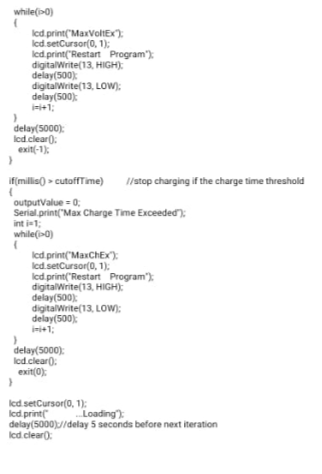 while(i>0)
{
lcd.print("MaxVoltEx");
lcd.setCursor(0, 1);
lcd.print("Restart Program");
digitalWrite(13, HIGH);
delay(500);
digitalWrite(13, LOW);
delay(500);
i=i+1;
}
delay(5000);
lcd.clear();
exit(-1);
}
if(millis() > cutoffTime) //stop charging if the charge time threshold
{
outputValue = 0;
Serial.print("Max Charge Time Exceeded");
int i=1;
while(i>0)
{
lcd.print("MaxChEx");
lcd.setCursor(0, 1);
lcd.print("Restart Program");
digitalWrite(13, HIGH);
delay(500);
digitalWrite(13, LOW);
delay(500);
i=i+1;
}
delay(5000);
lcd.clear();
exit(0);
}
lcd.setCursor(0, 1);
lcd.print(" ...Loading");
delay(5000);//delay 5 seconds before next iteration
lcd.clear();